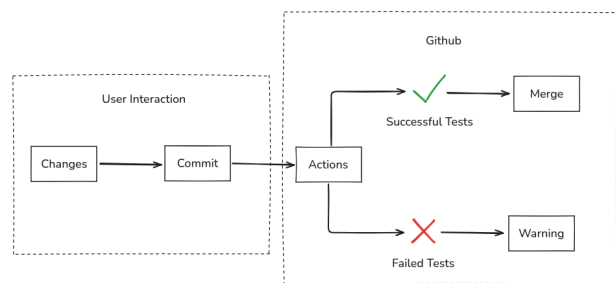 Github
User Interaction
Changes
Commit
Actions
Successful Tests
Merge
Failed Tests
Warning